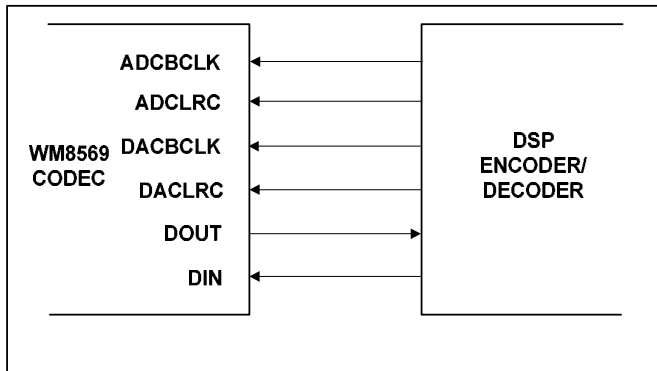 ADCBCLK
ADCLRC
WM8569
CODEC
DACBCLK
DACLRC
DOUT
DIN
DSP
ENCODER/
DECODER